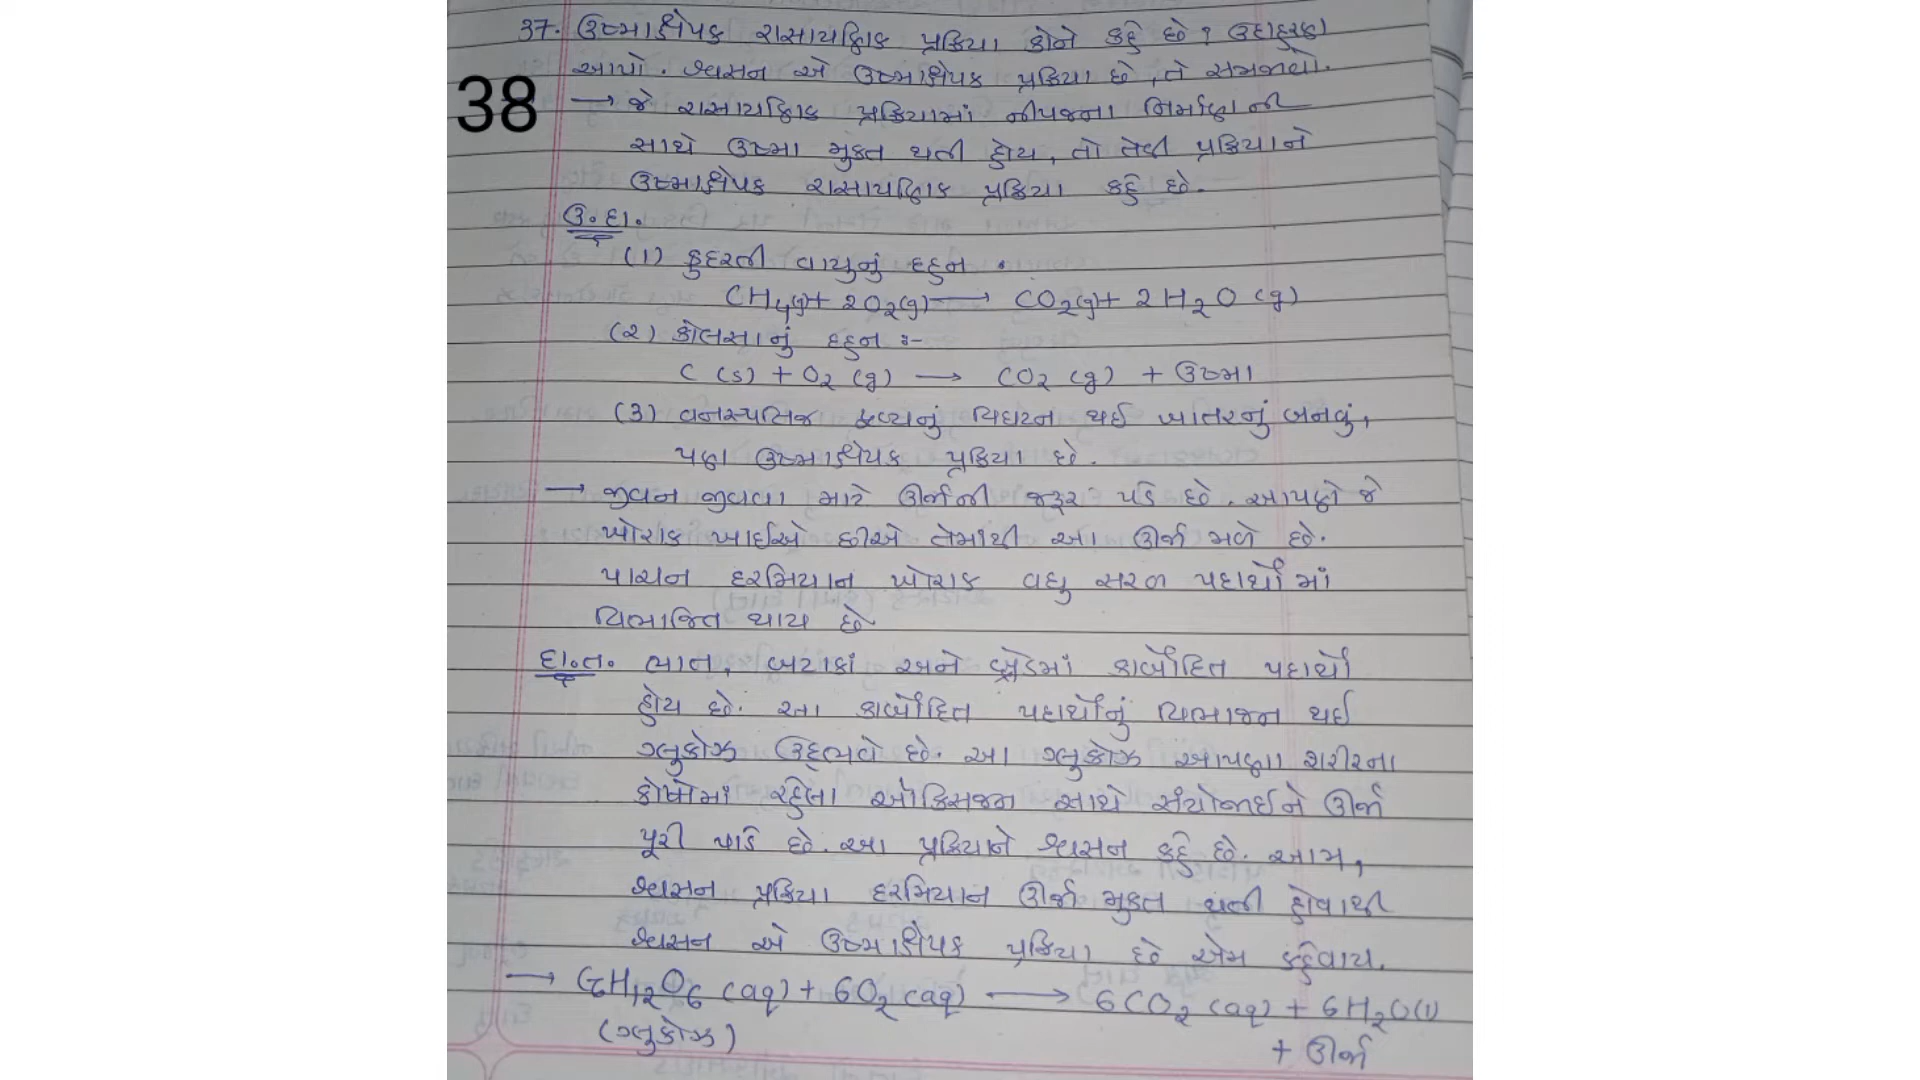 37. ઉષ્માક્ષેપક રાસાયણિક પ્રક્રિયા કોને કહે છે ? ઉદાહરણ
આપો. શ્વસન એ ઉષ્માક્ષેપક પ્રક્રિયા છે, તે સમજાવો.
38
→ જે રાસાયણિક પ્રક્રિયામાં નીપજના નિર્માણની
સાથે ઉષ્મા મુક્ત થતી હોય, તો તેવી પ્રક્રિયાને
ઉષ્માક્ષેપક રાસાયણિક પ્રક્રિયા કહે છે.
ઉ.દા.
(1) કુદરતી વાયુનું દહન .
CH₄(g)+ 2O₂(g) → CO₂(g)+ 2H₂O (g)
(૨) કોલસાનું દહન :-
C (s) + O₂ (g) → CO₂ (g) + ઉષ્મા
(૩) વનસ્પતિજ દ્રવ્યનું વિઘટન થઈ ખાતરનું બનવું,
પણ ઉષ્માક્ષેપક પ્રક્રિયા છે.
→ જીવન જીવવા માટે ઊર્જાની જરૂર પડે છે. આપણે જે
ખોરાક ખાઈએ છીએ તેમાંથી આ ઊર્જા મળે છે.
પાચન દરમિયાન ખોરાક વધુ સરળ પદાર્થોમાં
વિભાજિત થાય છે
દા.ત. ભાત, બટાકાં અને બ્રેડમાં કાર્બોદિત પદાર્થો
હોય છે. આ કાર્બોદિત પદાર્થોનું વિભાજન થઈ
ગ્લુકોઝ ઉદ્દભવે છે. આ ગ્લુકોઝ આપણા શરીરના
કોષોમાં રહેલા ઓક્સિજન સાથે સંયોજાઈને ઊર્જા
પૂરી પાડે છે. આ પ્રક્રિયાને શ્વસન કહે છે. આમ,
શ્વસન પ્રક્રિયા દરમિયાન ઊર્જા મુક્ત થતી હોવાથી
શ્વસન એ ઉષ્માક્ષેપક પ્રક્રિયા છે એમ કહેવાય.
→ C₆H₁₂O₆ (aq) + 6O₂ (aq) → 6CO₂ (aq) + 6H₂O(l)
(ગ્લુકોઝ)
+ ઊર્જા